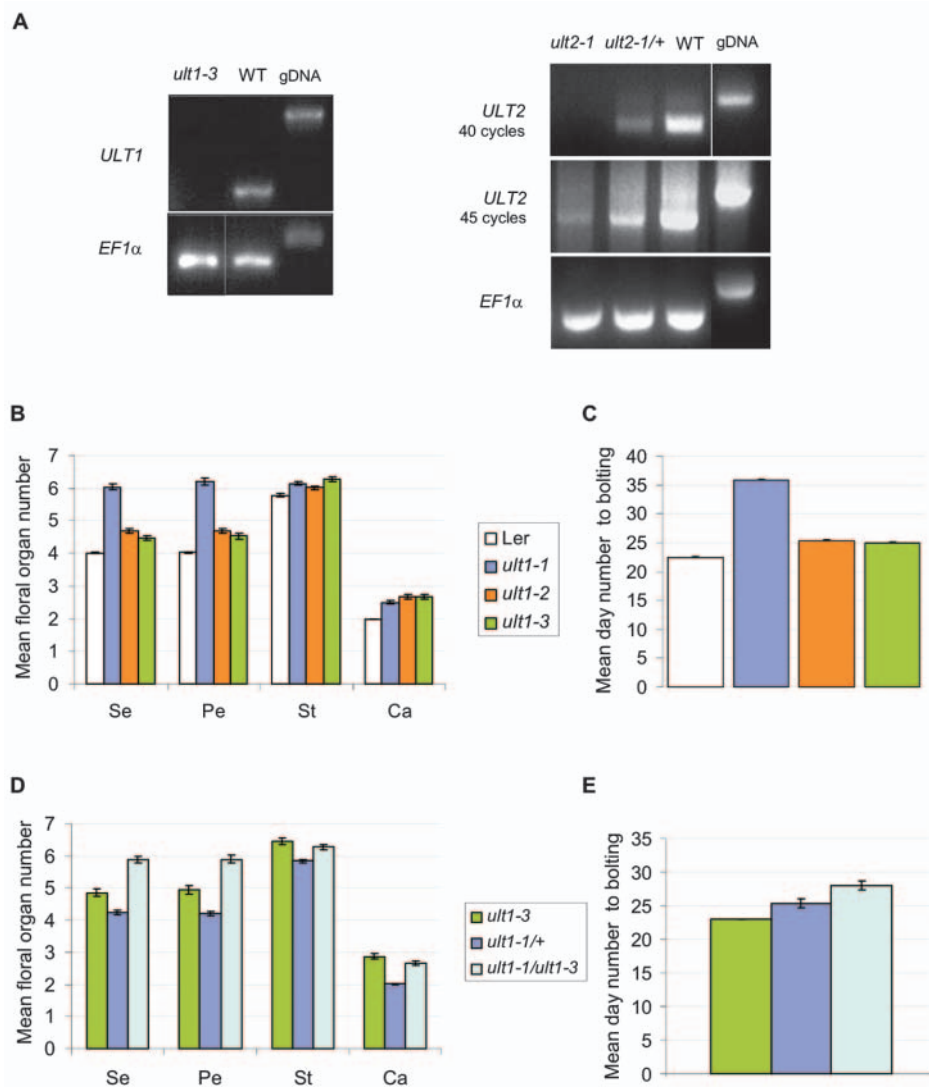 A
ult1-3 WT gDNA
ULT1
EF1α
ult2-1 ult2-1/+ WT gDNA
ULT2
40 cycles
ULT2
45 cycles
EF1α
B
Mean floral organ number
7
6
5
4
3
2
1
0
Se Pe St Ca
Ler
ult1-1
ult1-2
ult1-3
C
Mean day number to bolting
40
35
30
25
20
15
10
5
0
D
Mean floral organ number
7
6
5
4
3
2
1
0
Se Pe St Ca
ult1-3
ult1-1/+
ult1-1/ult1-3
E
Mean day number to bolting
35
30
25
20
15
10
5
0